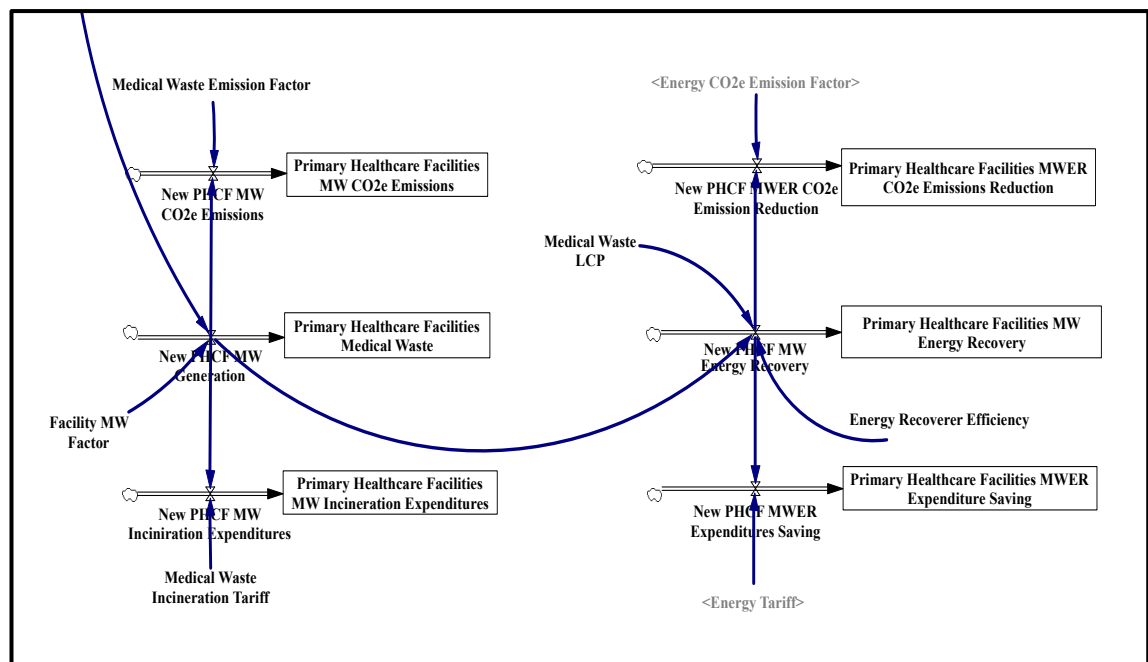 Medical Waste Emission Factor
Primary Healthcare Facilities
MW CO2e Emissions
New PHCF MW
CO2e Emissions
Primary Healthcare Facilities
Medical Waste
New PHCF MW
Generation
Facility MW
Factor
Primary Healthcare Facilities
MW Incineration Expenditures
New PHCF MW
Inciniration Expenditures
Medical Waste
Incineration Tariff
<Energy CO2e Emission Factor>
Primary Healthcare Facilities MWER
CO2e Emissions Reduction
New PHCF MWER CO2e
Emission Reduction
Medical Waste
LCP
Primary Healthcare Facilities MW
Energy Recovery
New PHCF MW
Energy Recovery
Energy Recoverer Efficiency
Primary Healthcare Facilities MWER
Expenditure Saving
New PHCF MWER
Expenditures Saving
<Energy Tariff>